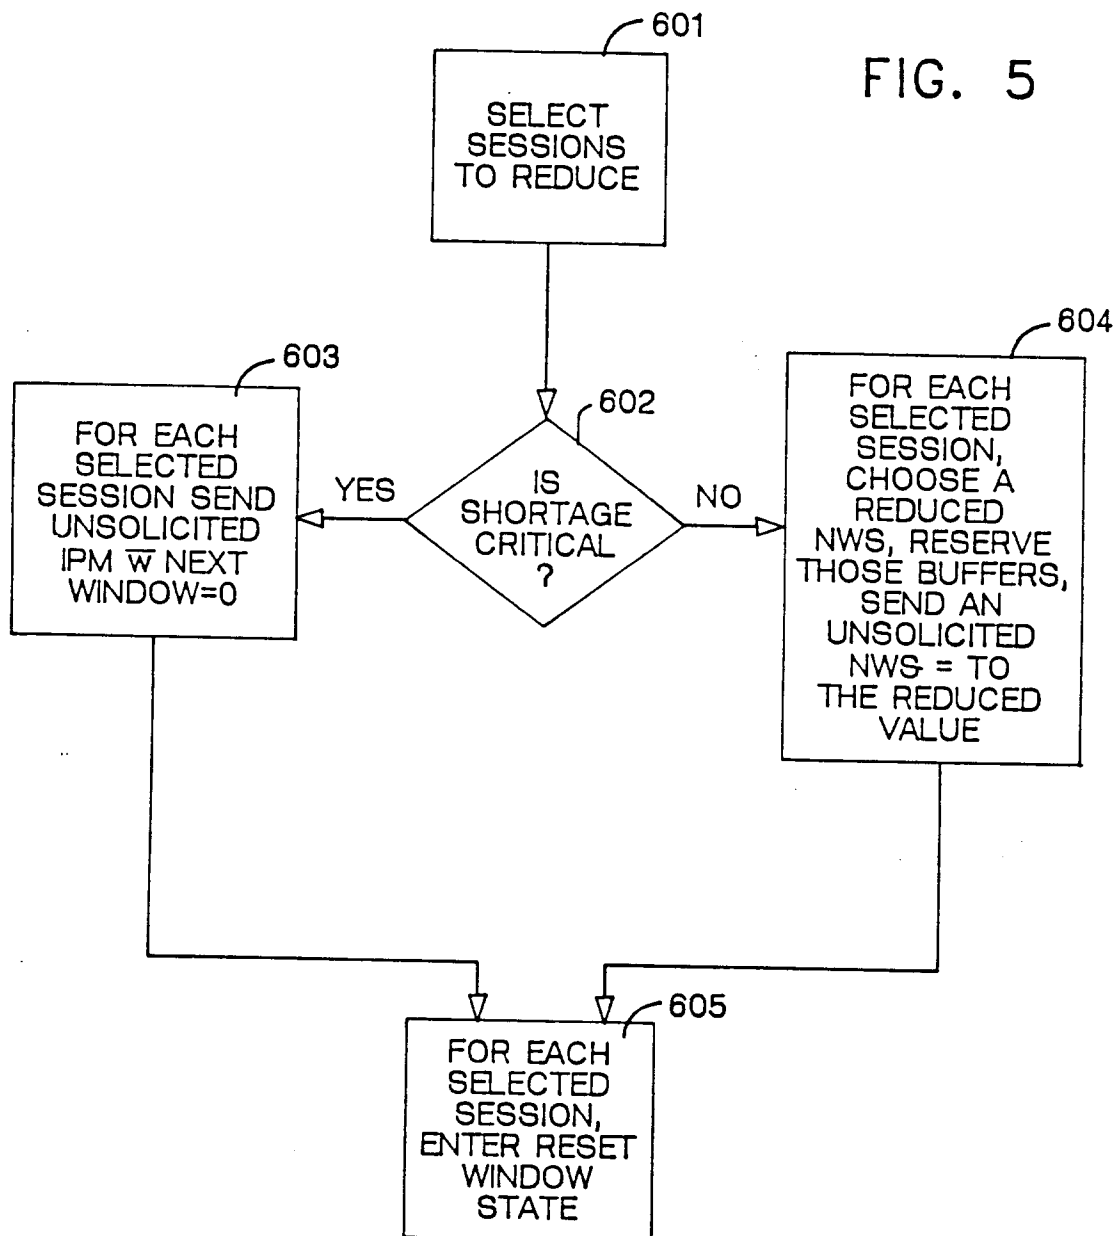 FIG. 5
601
SELECT
SESSIONS
TO REDUCE
602
IS
SHORTAGE
CRITICAL
?
YES
NO
603
FOR EACH
SELECTED
SESSION SEND
UNSOLICITED
IPM w̅ NEXT
WINDOW=0
604
FOR EACH
SELECTED
SESSION,
CHOOSE A
REDUCED
NWS, RESERVE
THOSE BUFFERS,
SEND AN
UNSOLICITED
NWS = TO
THE REDUCED
VALUE
605
FOR EACH
SELECTED
SESSION,
ENTER RESET
WINDOW
STATE